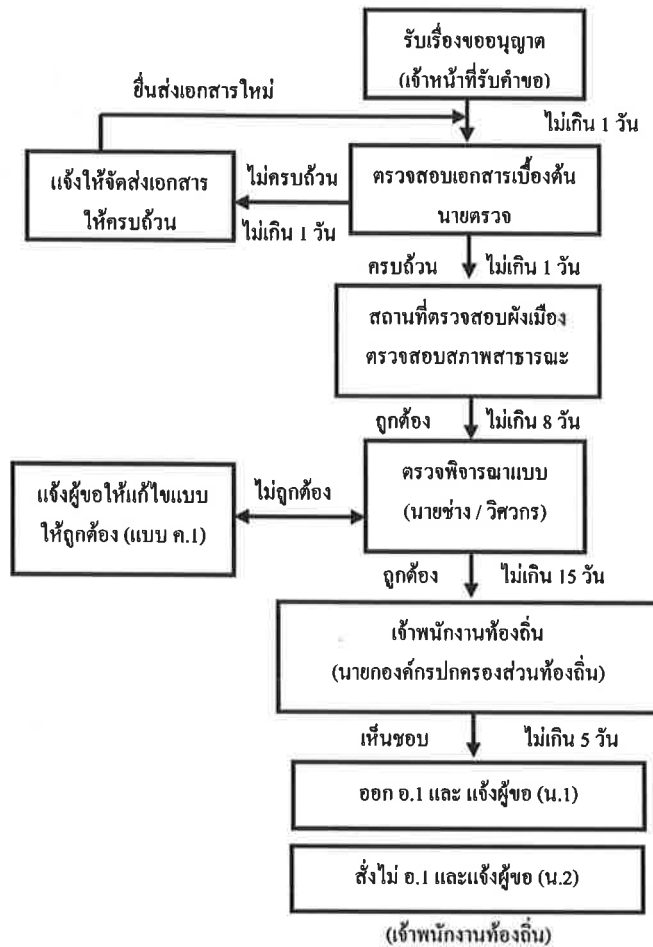 รับเรื่องขออนุญาต
(เจ้าหน้าที่รับคำขอ)
ยื่นส่งเอกสารใหม่
ไม่เกิน 1 วัน
แจ้งให้จัดส่งเอกสาร
ให้ครบถ้วน
ไม่ครบถ้วน
ไม่เกิน 1 วัน
ตรวจสอบเอกสารเบื้องต้น
นายตรวจ
ครบถ้วน
ไม่เกิน 1 วัน
สถานที่ตรวจสอบผังเมือง
ตรวจสอบสภาพสาธารณะ
ถูกต้อง
ไม่เกิน 8 วัน
แจ้งผู้ขอให้แก้ไขแบบ
ให้ถูกต้อง (แบบ ค.1)
ไม่ถูกต้อง
ตรวจพิจารณาแบบ
(นายช่าง / วิศวกร)
ถูกต้อง
ไม่เกิน 15 วัน
เจ้าพนักงานท้องถิ่น
(นายกองค์กรปกครองส่วนท้องถิ่น)
เห็นชอบ
ไม่เกิน 5 วัน
ออก อ.1 และ แจ้งผู้ขอ (น.1)
สั่งไม่ อ.1 และแจ้งผู้ขอ (น.2)
(เจ้าพนักงานท้องถิ่น)